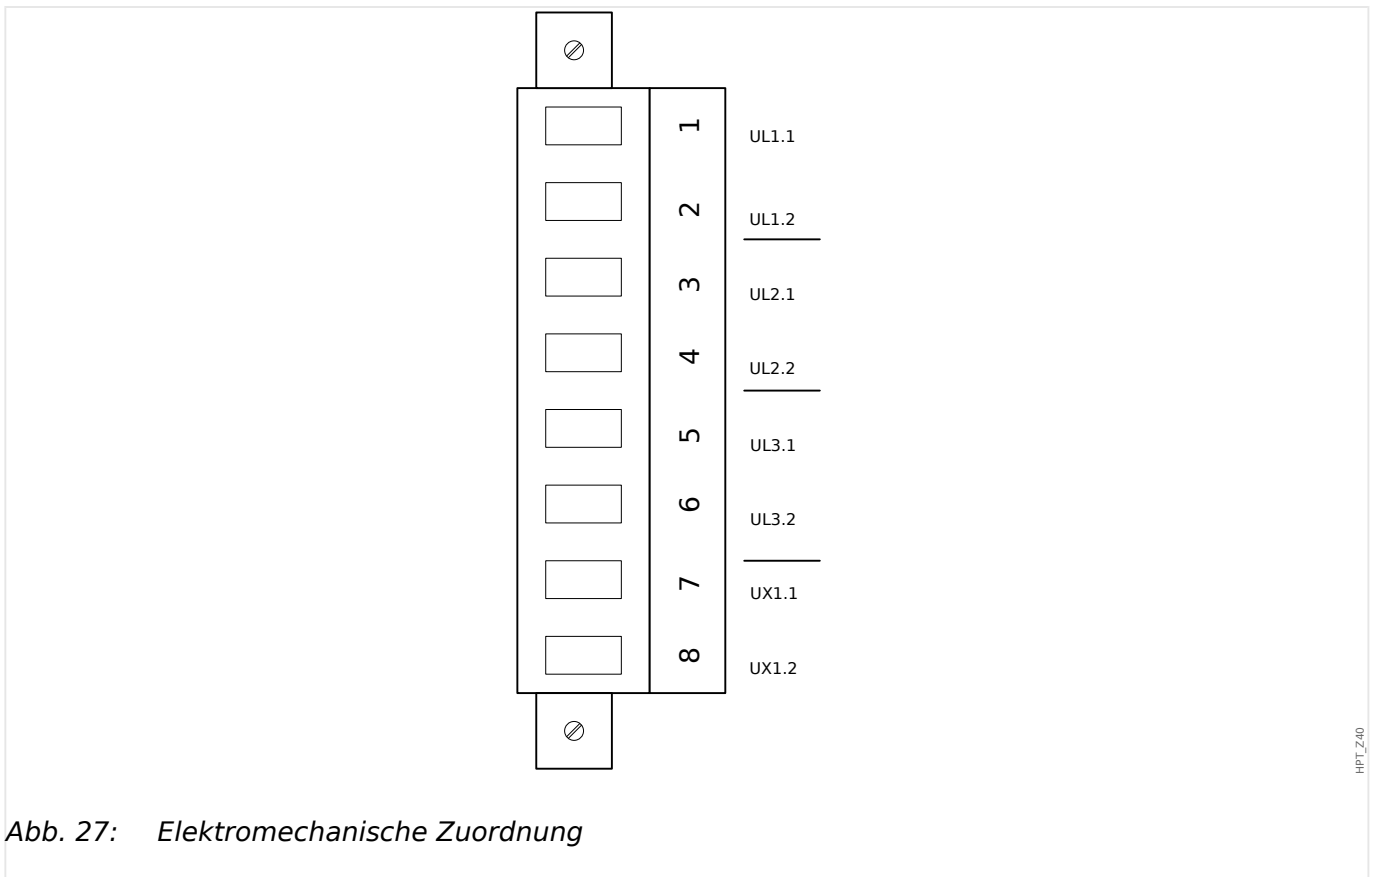 1 UL1.1
2 UL1.2
3 UL2.1
4 UL2.2
5 UL3.1
6 UL3.2
7 UX1.1
8 UX1.2
HPT_Z40
Abb. 27: Elektromechanische Zuordnung